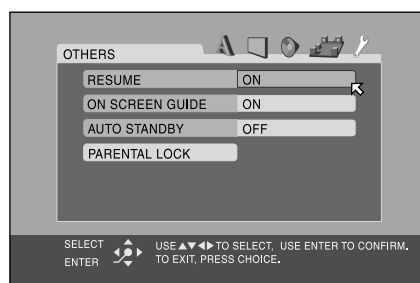 OTHERS
RESUME ON
ON SCREEN GUIDE ON
AUTO STANDBY OFF
PARENTAL LOCK
SELECT USE ▲▼◀▶ TO SELECT, USE ENTER TO CONFIRM.
ENTER TO EXIT, PRESS CHOICE.